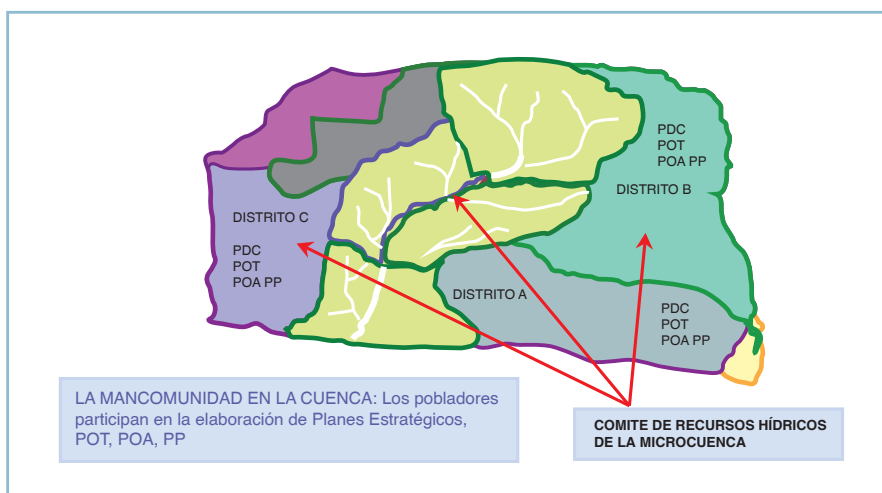 PDC
POT
POA PP
DISTRITO B
DISTRITO C
PDC
POT
POA PP
DISTRITO A
PDC
POT
POA PP
LA MANCOMUNIDAD EN LA CUENCA: Los pobladores
participan en la elaboración de Planes Estratégicos,
POT, POA, PP
COMITE DE RECURSOS HÍDRICOS
DE LA MICROCUENCA